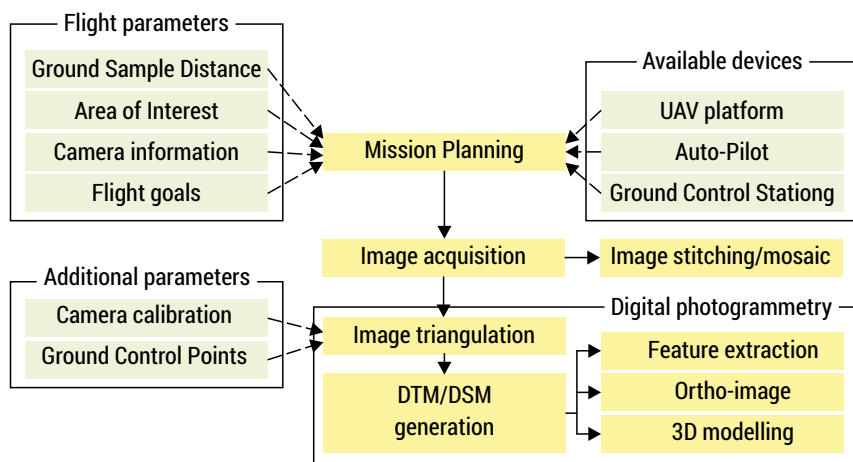 Flight parameters
Ground Sample Distance
Area of Interest
Camera information
Flight goals
Available devices
UAV platform
Auto-Pilot
Ground Control Stationg
Mission Planning
Image acquisition
Image stitching/mosaic
Additional parameters
Camera calibration
Ground Control Points
Digital photogrammetry
Image triangulation
DTM/DSM
generation
Feature extraction
Ortho-image
3D modelling